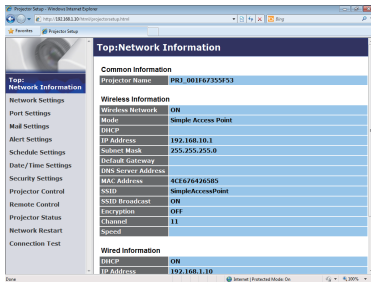 Projector Setup - Windows Internet Explorer
http://192.168.1.10/html/projectorsetup.html
Bing
Favorites
Projector Setup
Top:Network Information
Common Information
Projector Name PRJ_001F67355F53
Wireless Information
Wireless Network ON
Mode Simple Access Point
DHCP
IP Address 192.168.10.1
Subnet Mask 255.255.255.0
Default Gateway
DNS Server Address
MAC Address 4CE676426585
SSID SimpleAccessPoint
SSID Broadcast ON
Encryption OFF
Channel 11
Speed
Wired Information
DHCP ON
IP Address 192.168.1.10
Top:
Network Information
Network Settings
Port Settings
Mail Settings
Alert Settings
Schedule Settings
Date/Time Settings
Security Settings
Projector Control
Remote Control
Projector Status
Network Restart
Connection Test
Done
Internet | Protected Mode: On
100%